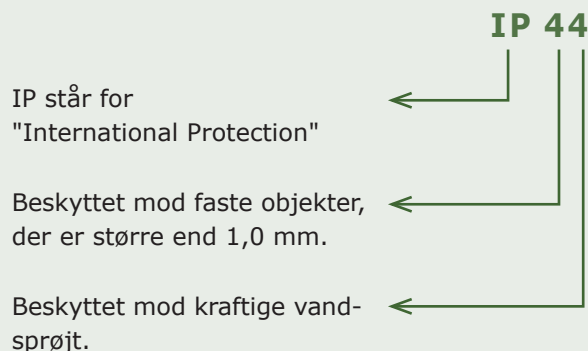 IP 44
IP står for
"International Protection"
Beskyttet mod faste objekter,
der er større end 1,0 mm.
Beskyttet mod kraftige vand-
sprøjt.